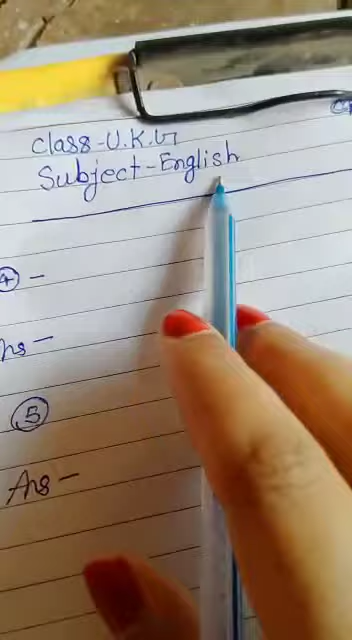 Class-U.K.G
Subject-English
④-
Ans-
⑤
Ans-